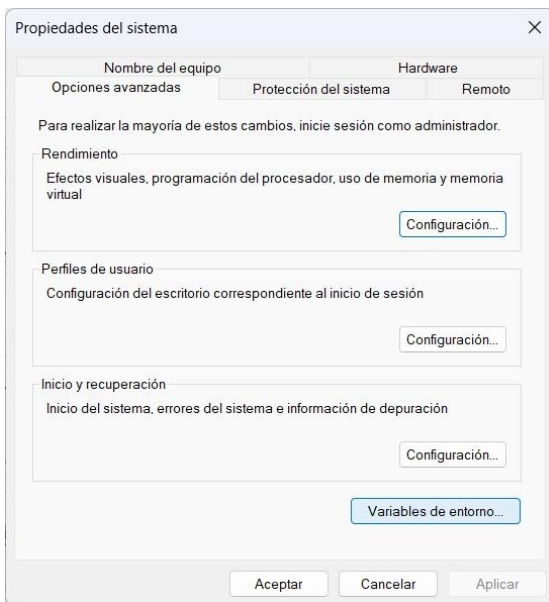 Propiedades del sistema
Nombre del equipo
Hardware
Opciones avanzadas
Protección del sistema
Remoto
Para realizar la mayoría de estos cambios, inicie sesión como administrador.
Rendimiento
Efectos visuales, programación del procesador, uso de memoria y memoria
virtual
Configuración...
Perfiles de usuario
Configuración del escritorio correspondiente al inicio de sesión
Configuración...
Inicio y recuperación
Inicio del sistema, errores del sistema e información de depuración
Configuración...
Variables de entorno...
Aceptar
Cancelar
Aplicar